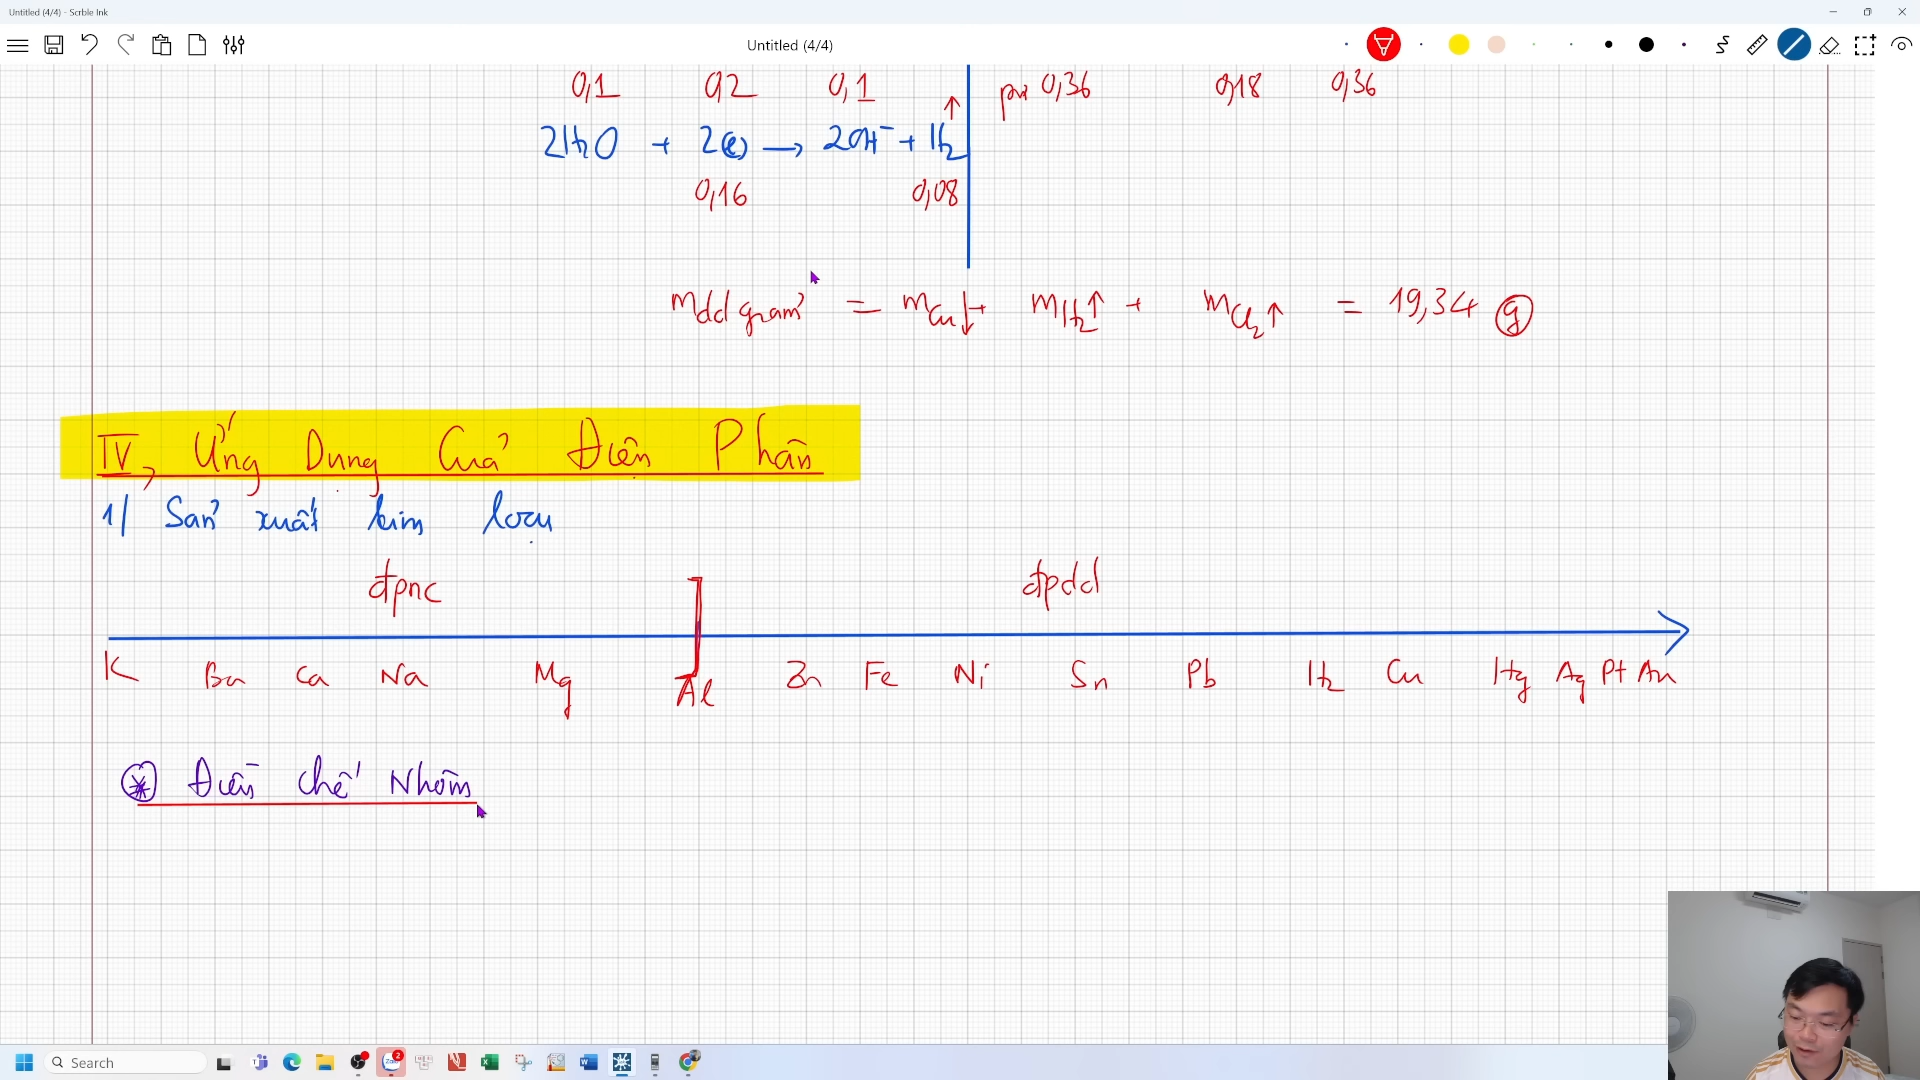 Untitled (4/4) - Scrble Ink
Untitled (4/4)
0,1 0,2 0,1 pư 0,36 0,18 0,36
2H2O + 2(e) → 2OH⁻ + H2 ↑
0,16 0,08
mdd giảm = mCu↓ + mH2↑ + mCl2↑ = 19,34 g
IV, Ứng Dụng Của Điện Phân
1/ Sản xuất kim loại
đpnc đpdd
K Ba Ca Na Mg Al Zn Fe Ni Sn Pb H2 Cu Hg Ag Pt Au
* Điều chế Nhôm
Search